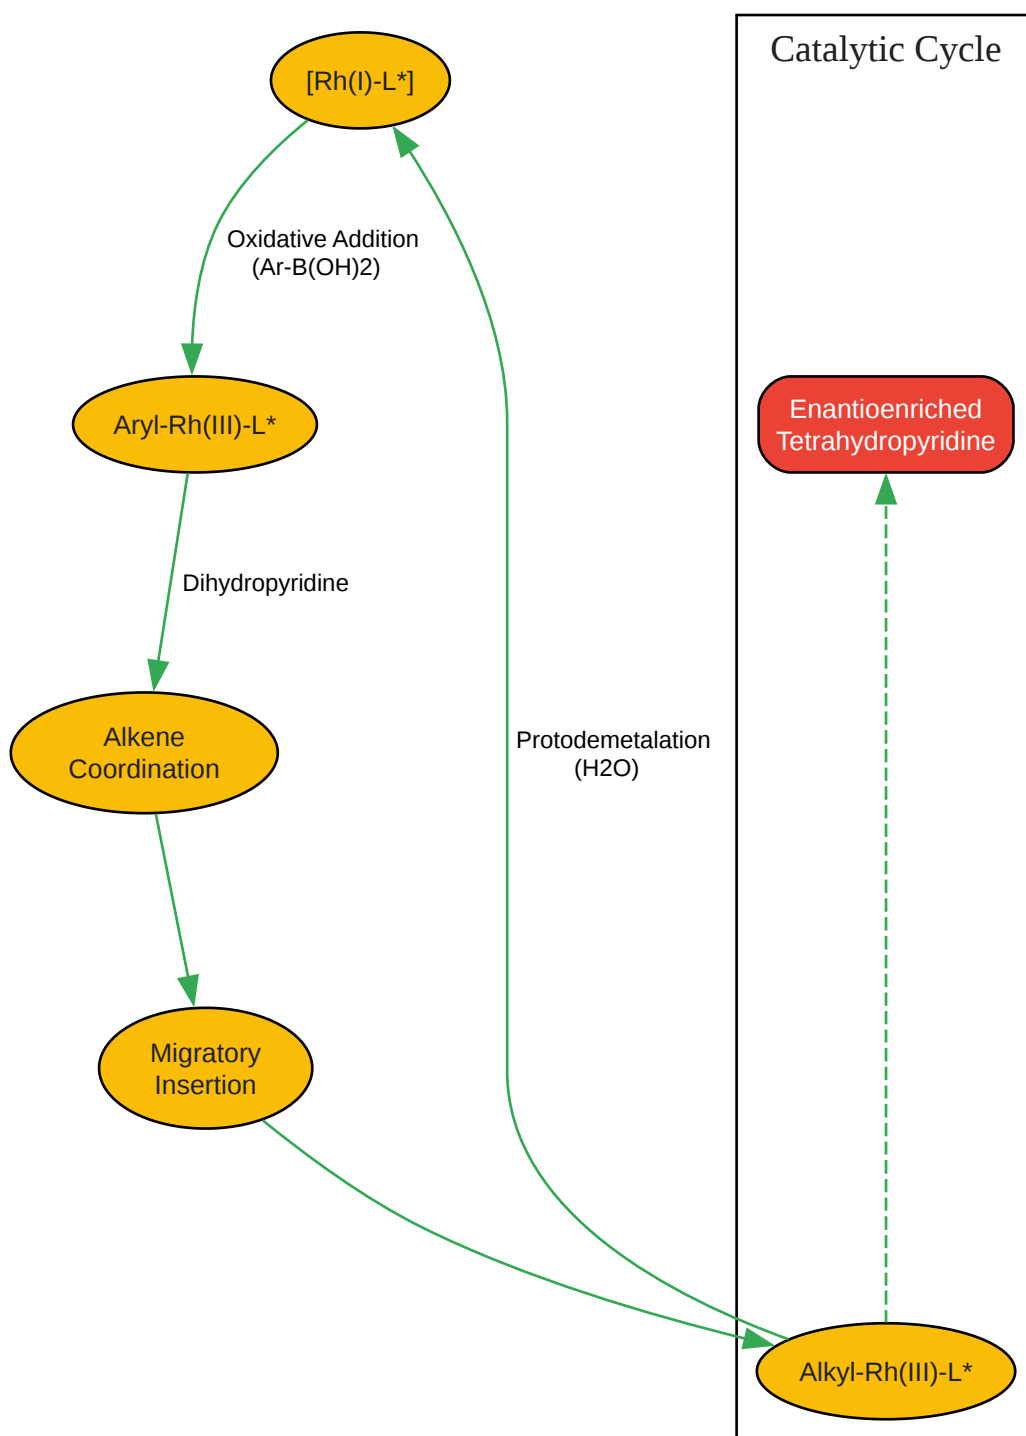 Catalytic Cycle
[Rh(I)-L*]
Oxidative Addition
(Ar-B(OH)2)
Aryl-Rh(III)-L*
Enantioenriched
Tetrahydropyridine
Dihydropyridine
Alkene
Coordination
Protodemetalation
(H2O)
Migratory
Insertion
Alkyl-Rh(III)-L*